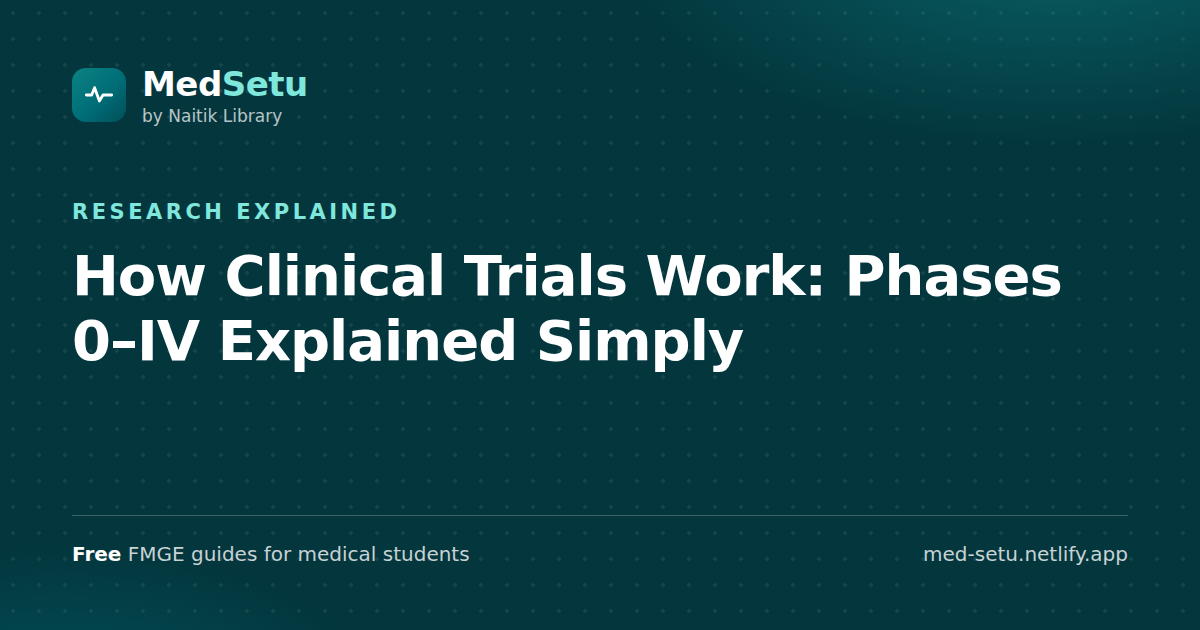 MedSetu
by Naitik Library
RESEARCH EXPLAINED
How Clinical Trials Work: Phases
0–IV Explained Simply
Free FMGE guides for medical students
med-setu.netlify.app